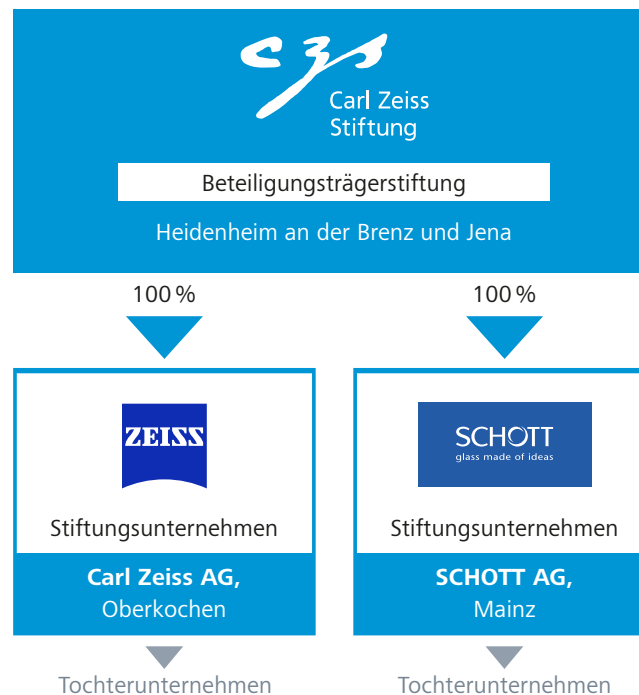 czs
Carl Zeiss
Stiftung
Beteiligungsträgerstiftung
Heidenheim an der Brenz und Jena
100 %
100 %
ZEISS
SCHOTT
glass made of ideas
Stiftungsunternehmen
Stiftungsunternehmen
Carl Zeiss AG,
Oberkochen
SCHOTT AG,
Mainz
Tochterunternehmen
Tochterunternehmen